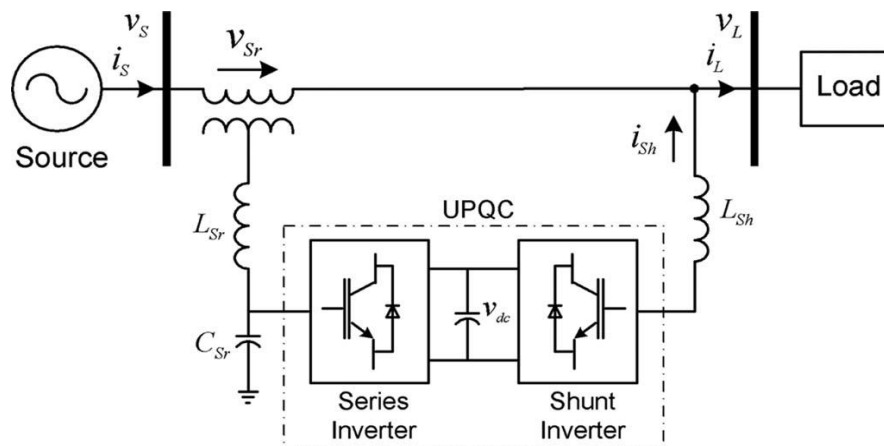 v_S
v_Sr
v_L
i_S
i_L
Source
Load
i_Sh
L_Sr
L_Sh
UPQC
v_dc
C_Sr
Series
Inverter
Shunt
Inverter